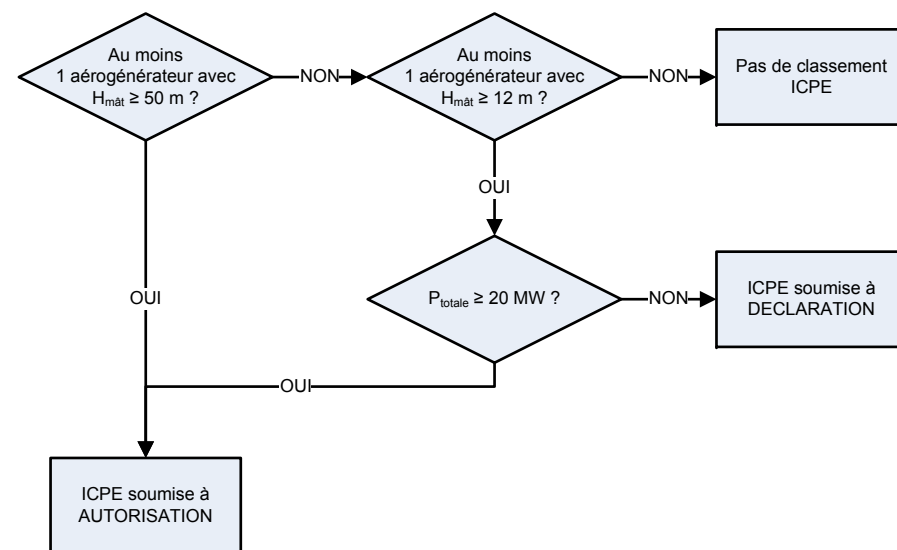 Au moins
1 aérogénérateur avec
Hmât ≥ 50 m ?
NON
Au moins
1 aérogénérateur avec
Hmât ≥ 12 m ?
NON
Pas de classement
ICPE
OUI
OUI
Ptotale ≥ 20 MW ?
NON
ICPE soumise à
DECLARATION
OUI
ICPE soumise à
AUTORISATION